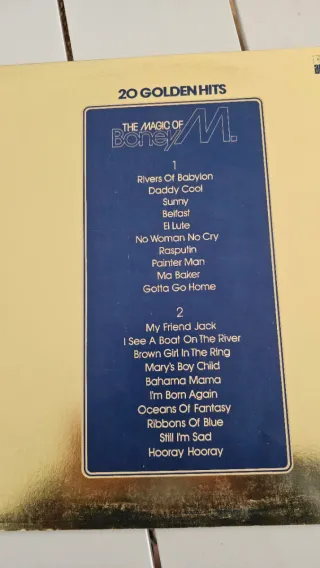 20 GOLDEN HITS
THE MAGIC OF
Boney M.
1
Rivers Of Babylon
Daddy Cool
Sunny
Belfast
El Lute
No Woman No Cry
Rasputin
Painter Man
Ma Baker
Gotta Go Home
2
My Friend Jack
I See A Boat On The River
Brown Girl In The Ring
Mary's Boy Child
Bahama Mama
I'm Born Again
Oceans Of Fantasy
Ribbons Of Blue
Still I'm Sad
Hooray Hooray